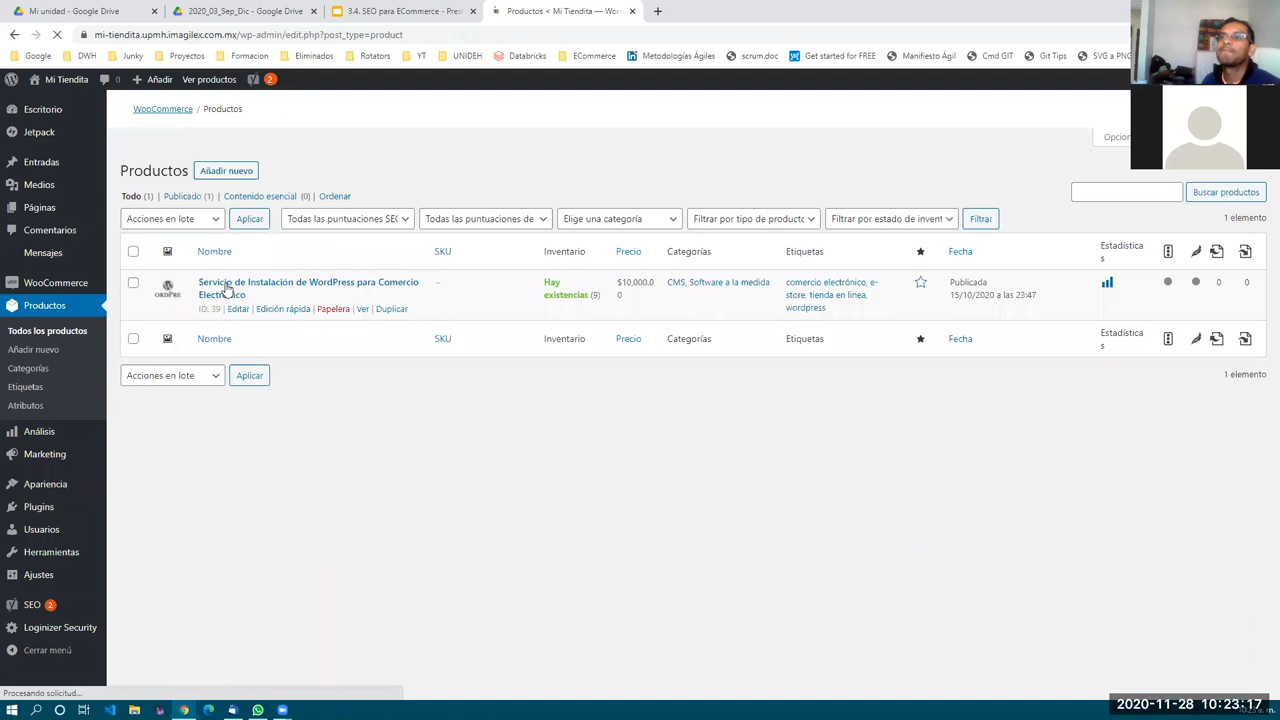 Mi unidad - Google Drive
2020_03_Sep_Dic - Google Drive
3.4. SEO para ECommerce - Prest
Productos < Mi Tiendita — Wor
mi-tiendita.upmh.imagilex.com.mx/wp-admin/edit.php?post_type=product
Google DWH Junky Proyectos Formacion Eliminados Rotators YT UNIDEH Databricks ECommerce Metodologías Ágiles scrum.doc Get started for FREE Manifiesto Ágil Cmd GIT Git Tips SVG a PNG
Mi Tiendita 0 Añadir Ver productos 2
Escritorio
Jetpack
Entradas
Medios
Páginas
Comentarios
Mensajes
WooCommerce
Productos
Todos los productos
Añadir nuevo
Categorías
Etiquetas
Atributos
Análisis
Marketing
Apariencia
Plugins
Usuarios
Herramientas
Ajustes
SEO 2
Loginizer Security
Cerrar menú
WooCommerce / Productos
Opcion
Productos Añadir nuevo
Todo (1) | Publicado (1) | Contenido esencial (0) | Ordenar
Buscar productos
Acciones en lote Aplicar Todas las puntuaciones SEO Todas las puntuaciones de Elige una categoría Filtrar por tipo de producto Filtrar por estado de invent Filtrar
1 elemento
Nombre SKU Inventario Precio Categorías Etiquetas Fecha Estadística
s
ORDPRE
Servicio de Instalación de WordPress para Comercio
Electrónico
ID: 39 | Editar | Edición rápida | Papelera | Ver | Duplicar
–
Hay
existencias (9)
$10,000.0
0
CMS, Software a la medida
comercio electrónico, e-
store, tienda en línea,
wordpress
Publicada
15/10/2020 a las 23:47
0 0
Nombre SKU Inventario Precio Categorías Etiquetas Fecha Estadística
s
Acciones en lote Aplicar
1 elemento
Procesando solicitud...
2020-11-28 10:23:17